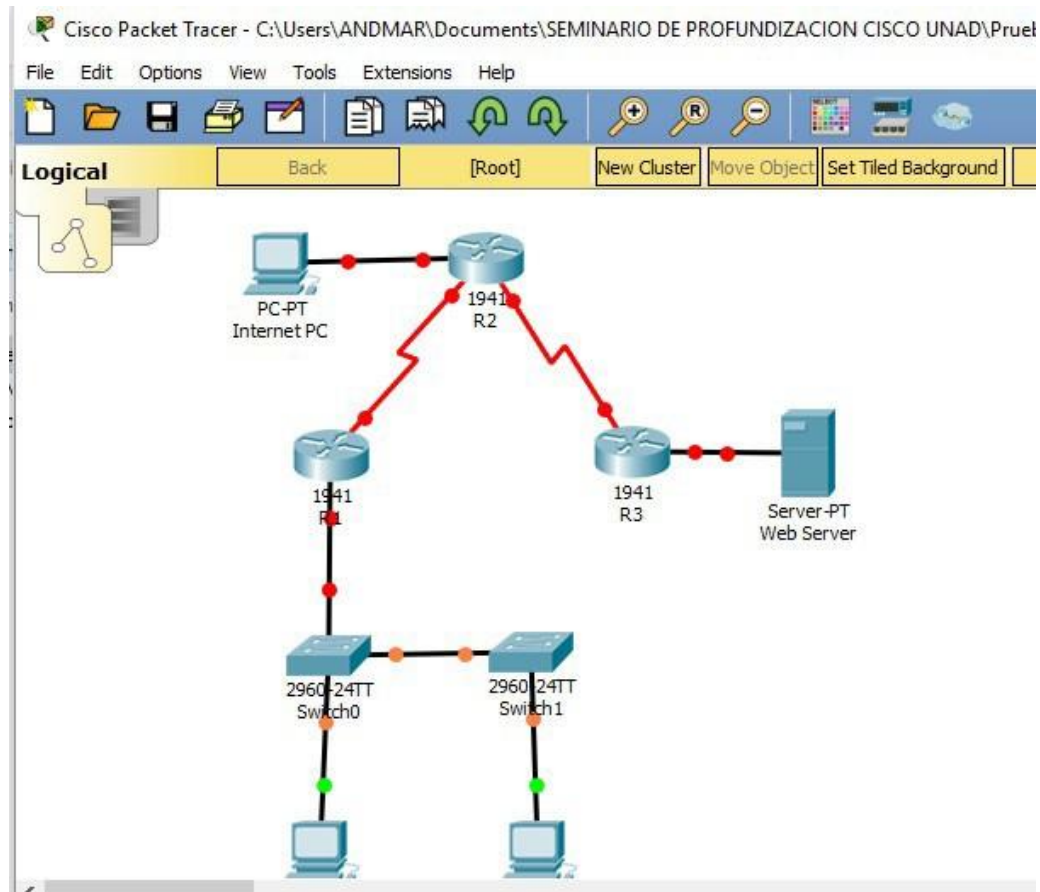 Cisco Packet Tracer - C:\Users\ANDMAR\Documents\SEMINARIO DE PROFUNDIZACION CISCO UNAD\Prueb
File Edit Options View Tools Extensions Help
Logical Back [Root] New Cluster Move Object Set Tiled Background
PC-PT
Internet PC
1941
R2
1941
R1
1941
R3
Server-PT
Web Server
2960-24TT
Switch0
2960-24TT
Switch1